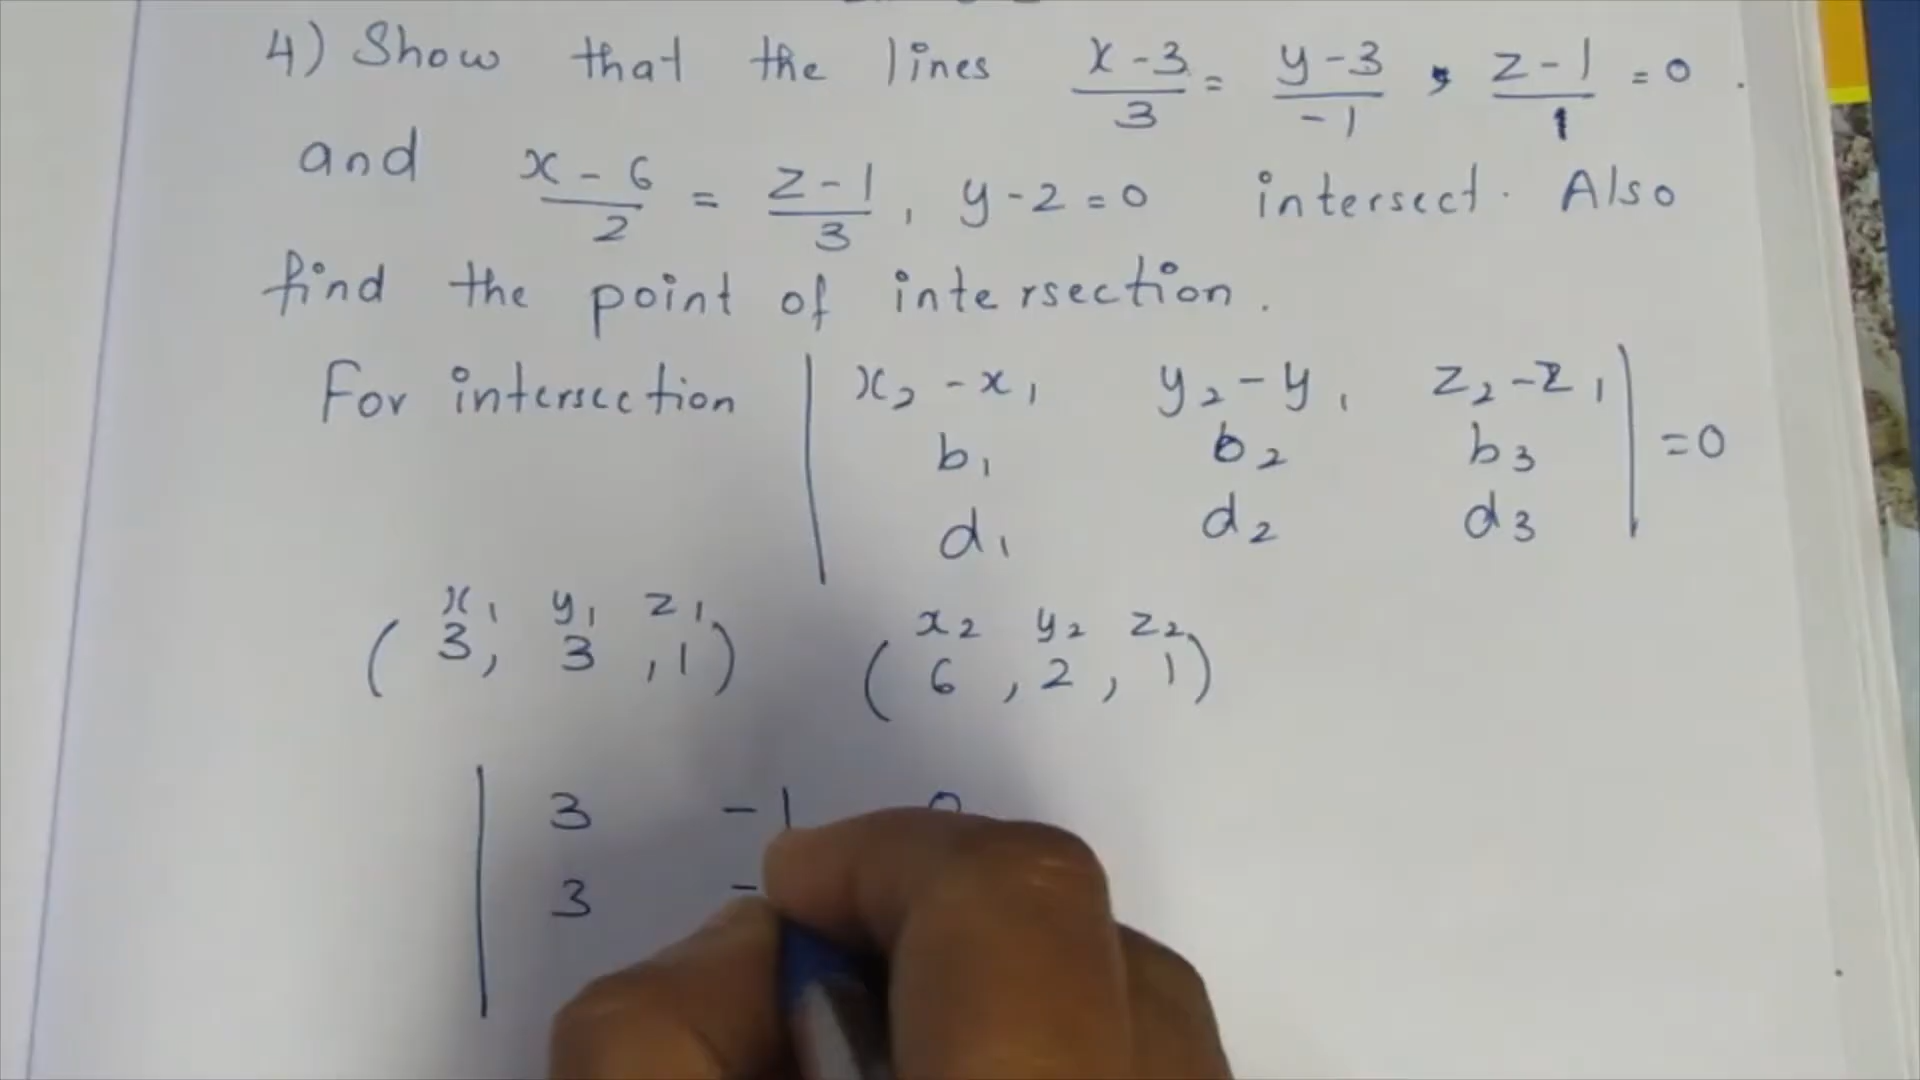 4) Show that the lines x-3/3 = y-3/-1 , z-1/1 = 0 .
and x-6/2 = z-1/3 , y-2=0 intersect. Also
find the point of intersection.
For intersection | x₂-x₁ y₂-y₁ z₂-z₁ |
b₁ b₂ b₃ =0
d₁ d₂ d₃
x₁ y₁ z₁ x₂ y₂ z₂
( 3, 3 ,1) ( 6 , 2 , 1)
| 3 -1
3 -